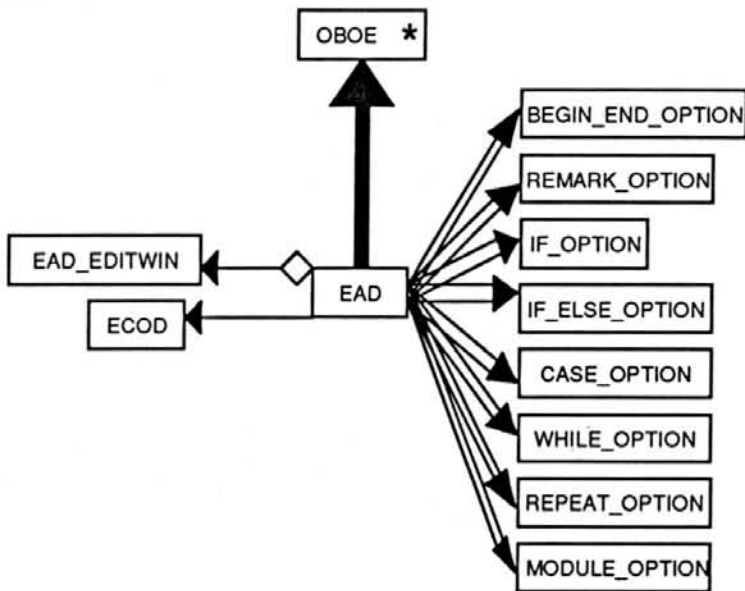 OBOE *
BEGIN_END_OPTION
REMARK_OPTION
IF_OPTION
EAD_EDITWIN
EAD
IF_ELSE_OPTION
ECOD
CASE_OPTION
WHILE_OPTION
REPEAT_OPTION
MODULE_OPTION